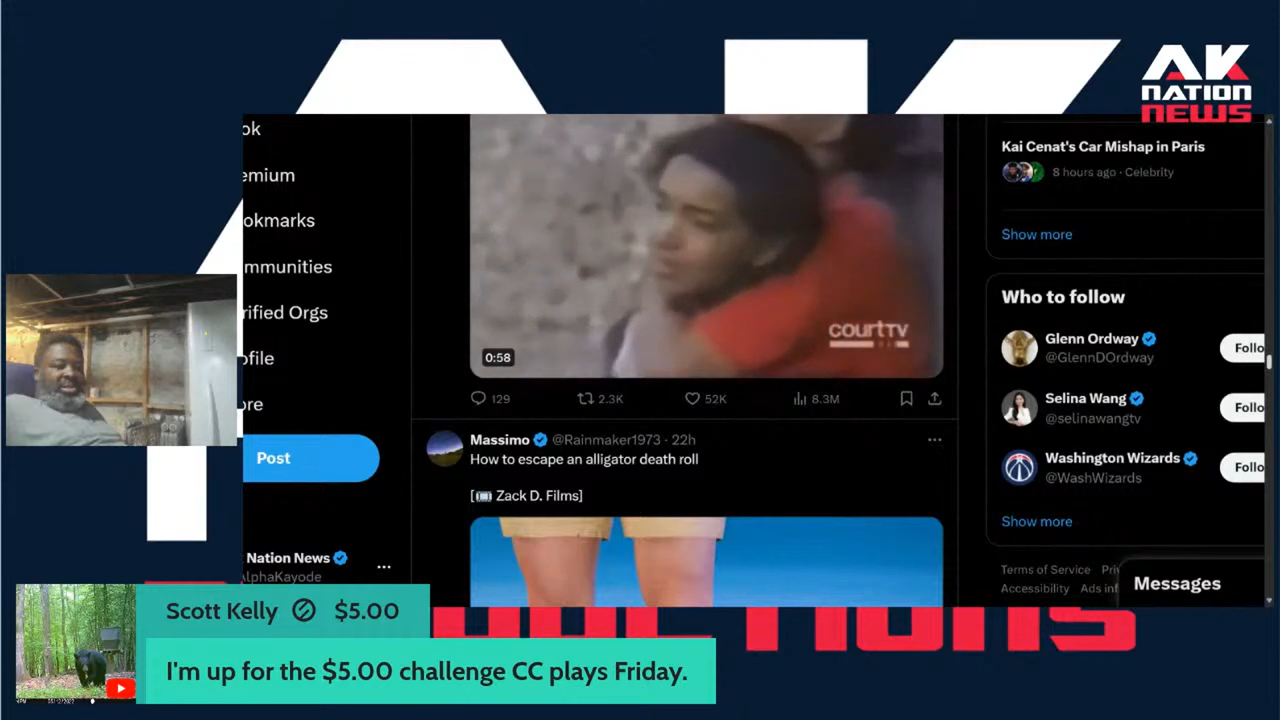 AK
NATION
NEWS
ok
emium
okmarks
mmunities
rified Orgs
ofile
ore
Post
Nation News
AlphaKayode
courtTV
0:58
129
2.3K
52K
8.3M
Massimo @Rainmaker1973 · 22h
How to escape an alligator death roll
[ Zack D. Films]
Kai Cenat's Car Mishap in Paris
8 hours ago · Celebrity
Show more
Who to follow
Glenn Ordway
@GlennDOrdway
Follo
Selina Wang
@selinawangtv
Follo
Washington Wizards
@WashWizards
Follo
Show more
Terms of Service Priv
Accessibility Ads inf
Messages
Scott Kelly $5.00
I'm up for the $5.00 challenge CC plays Friday.